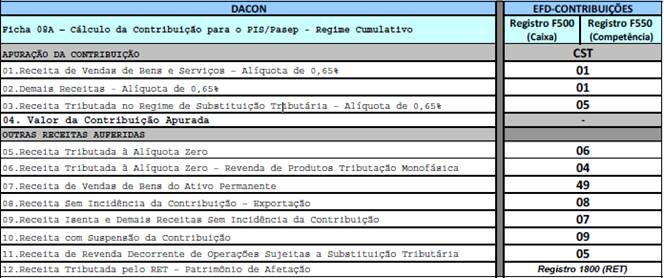 DACON EFD-CONTRIBUIÇÕES
Ficha 08A – Cálculo da Contribuição para o PIS/Pasep - Regime Cumulativo Registro F500 (Caixa) Registro F550 (Competência)
APURAÇÃO DA CONTRIBUIÇÃO CST
01.Receita de Vendas de Bens e Serviços - Alíquota de 0,65% 01
02.Demais Receitas - Alíquota de 0,65% 01
03.Receita Tributada no Regime de Substituição Tributária – Alíquota de 0,65% 05
04. Valor da Contribuição Apurada -
OUTRAS RECEITAS AUFERIDAS
05.Receita Tributada à Alíquota Zero 06
06.Receita Tributada à Alíquota Zero - Revenda de Produtos Tributação Monofásica 04
07.Receita de Vendas de Bens do Ativo Permanente 49
08.Receita Sem Incidência da Contribuição - Exportação 08
09.Receita Isenta e Demais Receitas Sem Incidência da Contribuição 07
10.Receita com Suspensão da Contribuição 09
11.Receita de Revenda Decorrente de Operações Sujeitas a Substituição Tributária 05
12.Receita Tributada pelo RET - Patrimônio de Afetação Registro 1800 (RET)